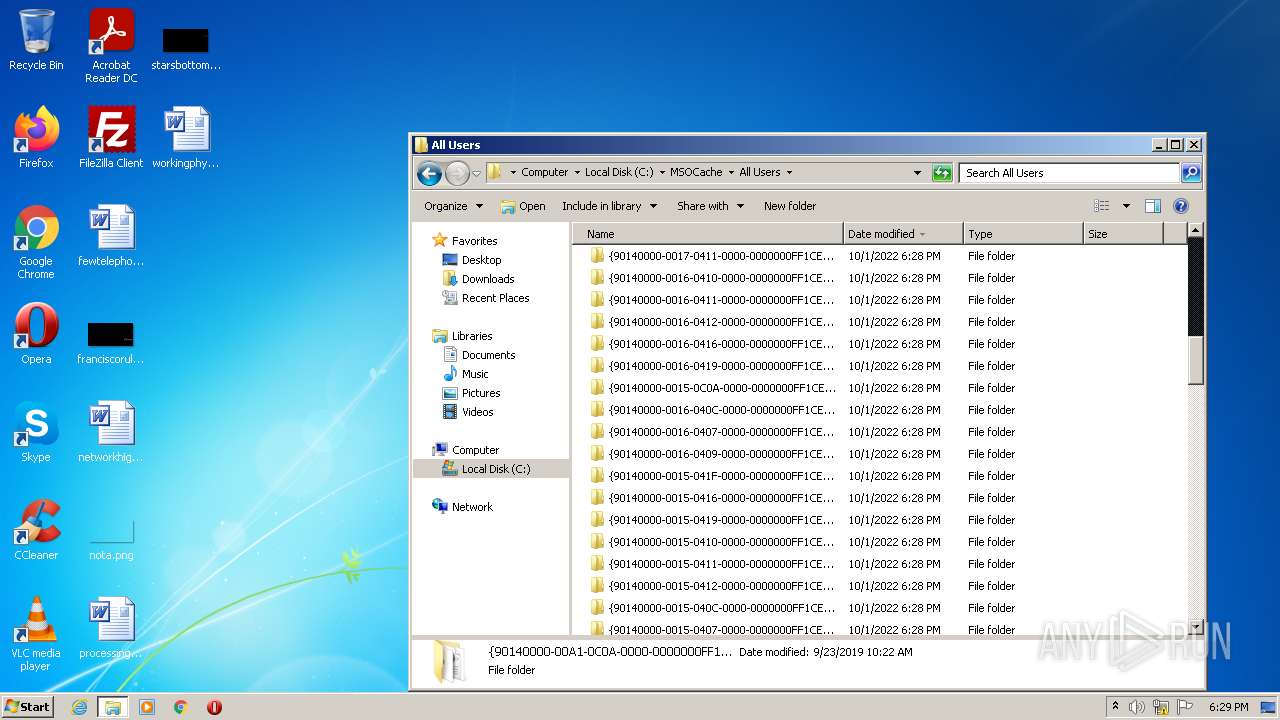 Recycle Bin
Acrobat
Reader DC
starsbottom...
Firefox
FileZilla Client
workingphy...
Google
Chrome
fewtelepho...
Opera
franciscorul...
Skype
networkhig...
CCleaner
nota.png
VLC media
player
processing...
All Users
Computer
Local Disk (C:)
MSOCache
All Users
Search All Users
Organize
Open
Include in library
Share with
New folder
Favorites
Desktop
Downloads
Recent Places
Libraries
Documents
Music
Pictures
Videos
Computer
Local Disk (C:)
Network
Name Date modified Type Size
{90140000-0017-0411-0000-0000000FF1CE... 10/1/2022 6:28 PM File folder
{90140000-0016-0410-0000-0000000FF1CE... 10/1/2022 6:28 PM File folder
{90140000-0016-0411-0000-0000000FF1CE... 10/1/2022 6:28 PM File folder
{90140000-0016-0412-0000-0000000FF1CE... 10/1/2022 6:28 PM File folder
{90140000-0016-0416-0000-0000000FF1CE... 10/1/2022 6:28 PM File folder
{90140000-0016-0419-0000-0000000FF1CE... 10/1/2022 6:28 PM File folder
{90140000-0015-0C0A-0000-0000000FF1CE... 10/1/2022 6:28 PM File folder
{90140000-0016-040C-0000-0000000FF1CE... 10/1/2022 6:28 PM File folder
{90140000-0016-0407-0000-0000000FF1CE... 10/1/2022 6:28 PM File folder
{90140000-0016-0409-0000-0000000FF1CE... 10/1/2022 6:28 PM File folder
{90140000-0015-041F-0000-0000000FF1CE... 10/1/2022 6:28 PM File folder
{90140000-0015-0416-0000-0000000FF1CE... 10/1/2022 6:28 PM File folder
{90140000-0015-0419-0000-0000000FF1CE... 10/1/2022 6:28 PM File folder
{90140000-0015-0410-0000-0000000FF1CE... 10/1/2022 6:28 PM File folder
{90140000-0015-0411-0000-0000000FF1CE... 10/1/2022 6:28 PM File folder
{90140000-0015-0412-0000-0000000FF1CE... 10/1/2022 6:28 PM File folder
{90140000-0015-040C-0000-0000000FF1CE... 10/1/2022 6:28 PM File folder
{90140000-0015-0407-0000-0000000FF1CE... 10/1/2022 6:28 PM File folder
{90140000-00A1-0C0A-0000-0000000FF1... Date modified: 9/23/2019 10:22 AM
File folder
ANY RUN
Start
6:29 PM